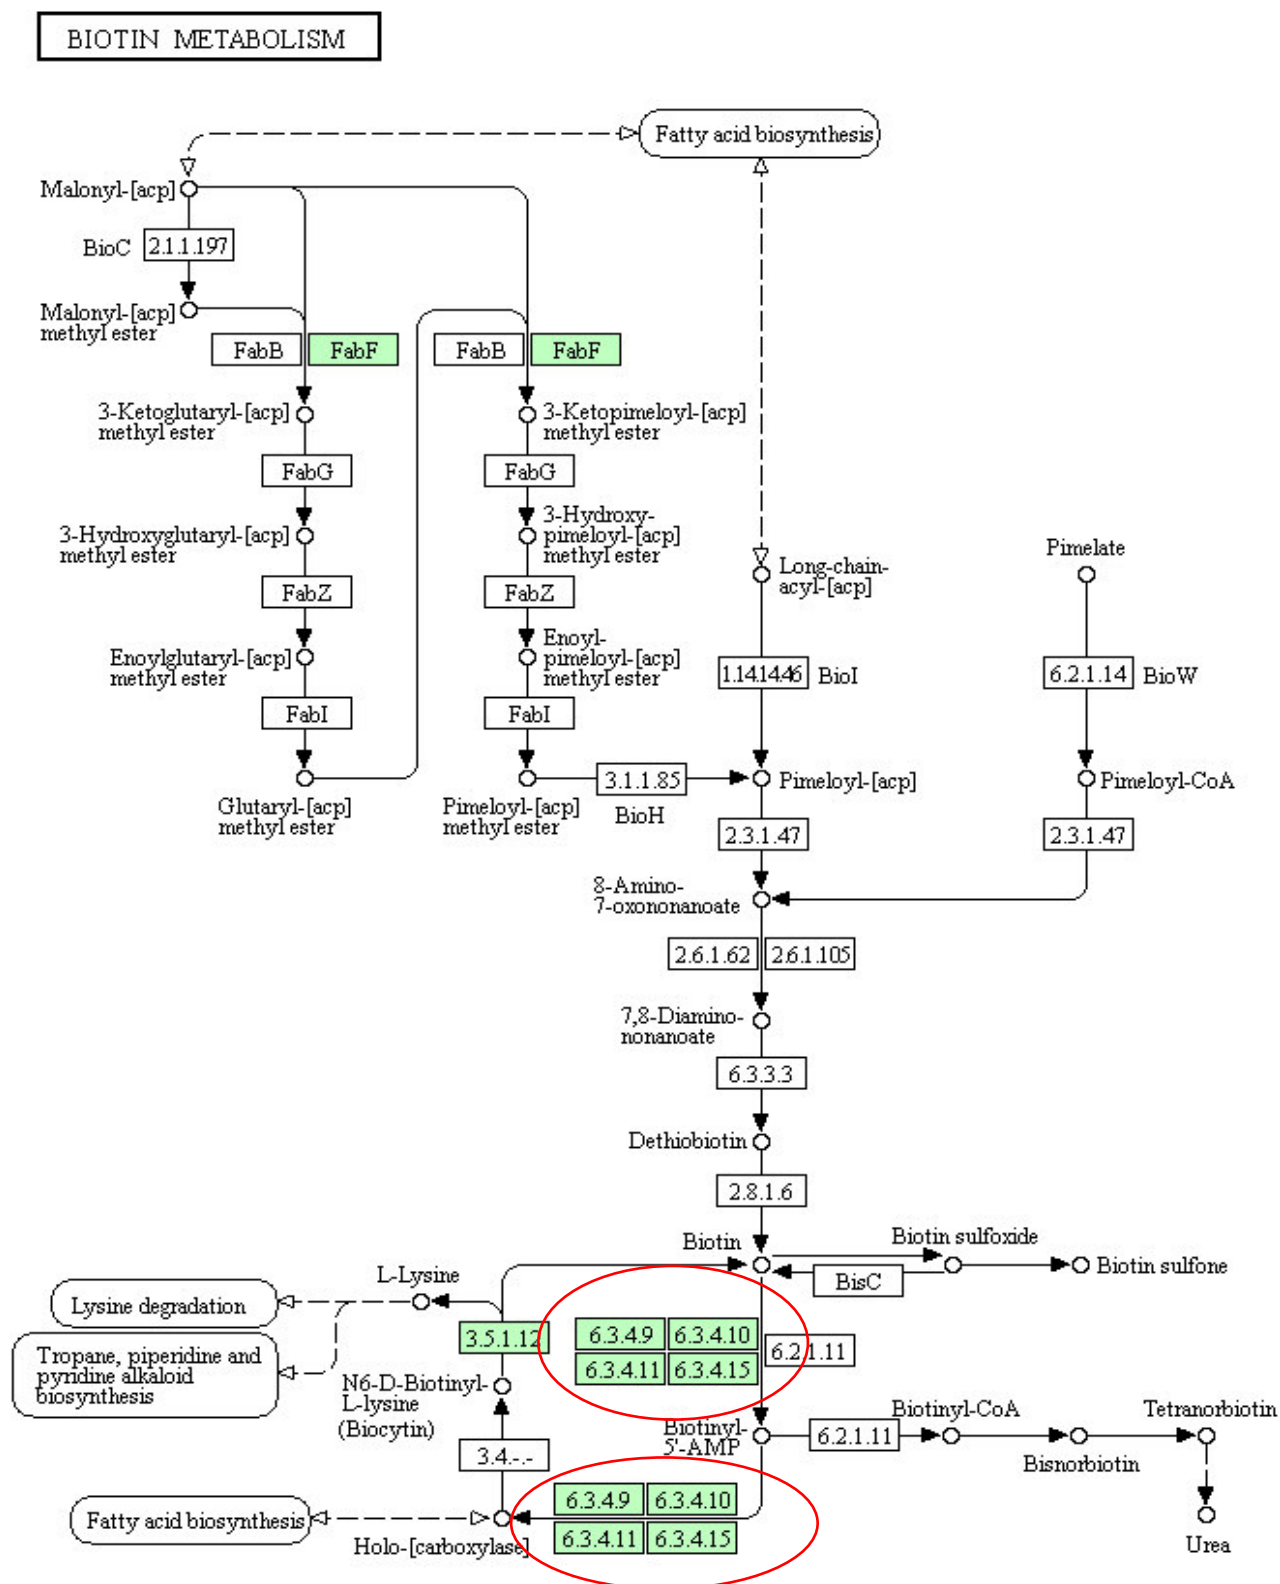 BIOTIN METABOLISM
Fatty acid biosynthesis
Malonyl-[acp]
BioC
2.1.1.197
Malonyl-[acp]
methyl ester
FabB
FabF
FabB
FabF
3-Ketoglutaryl-[acp]
methyl ester
3-Ketopimeloyl-[acp]
methyl ester
FabG
FabG
3-Hydroxyglutaryl-[acp]
methyl ester
3-Hydroxy-
pimeloyl-[acp]
methyl ester
Long-chain-
acyl-[acp]
Pimelate
FabZ
FabZ
Enoylglutaryl-[acp]
methyl ester
Enoyl-
pimeloyl-[acp]
methyl ester
1.14.14.46
BioI
6.2.1.14
BioW
FabI
FabI
Glutaryl-[acp]
methyl ester
Pimeloyl-[acp]
methyl ester
3.1.1.85
BioH
Pimeloyl-[acp]
Pimeloyl-CoA
2.3.1.47
2.3.1.47
8-Amino-
7-oxononanoate
2.6.1.62
2.6.1.105
7,8-Diamino-
nonanoate
6.3.3.3
Dethiobiotin
2.8.1.6
Biotin
Biotin sulfoxide
Biotin sulfone
BisC
L-Lysine
Lysine degradation
3.5.1.12
6.3.4.9
6.3.4.10
6.3.4.11
6.3.4.15
6.2.1.11
Tropane, piperidine and
pyridine alkaloid
biosynthesis
N6-D-Biotinyl-
L-lysine
(Biocytin)
Biotinyl-
5'-AMP
6.2.1.11
Biotinyl-CoA
Bisnorbiotin
Tetranorbiotin
Urea
3.4.-.-
6.3.4.9
6.3.4.10
6.3.4.11
6.3.4.15
Fatty acid biosynthesis
Holo-[carboxylase]